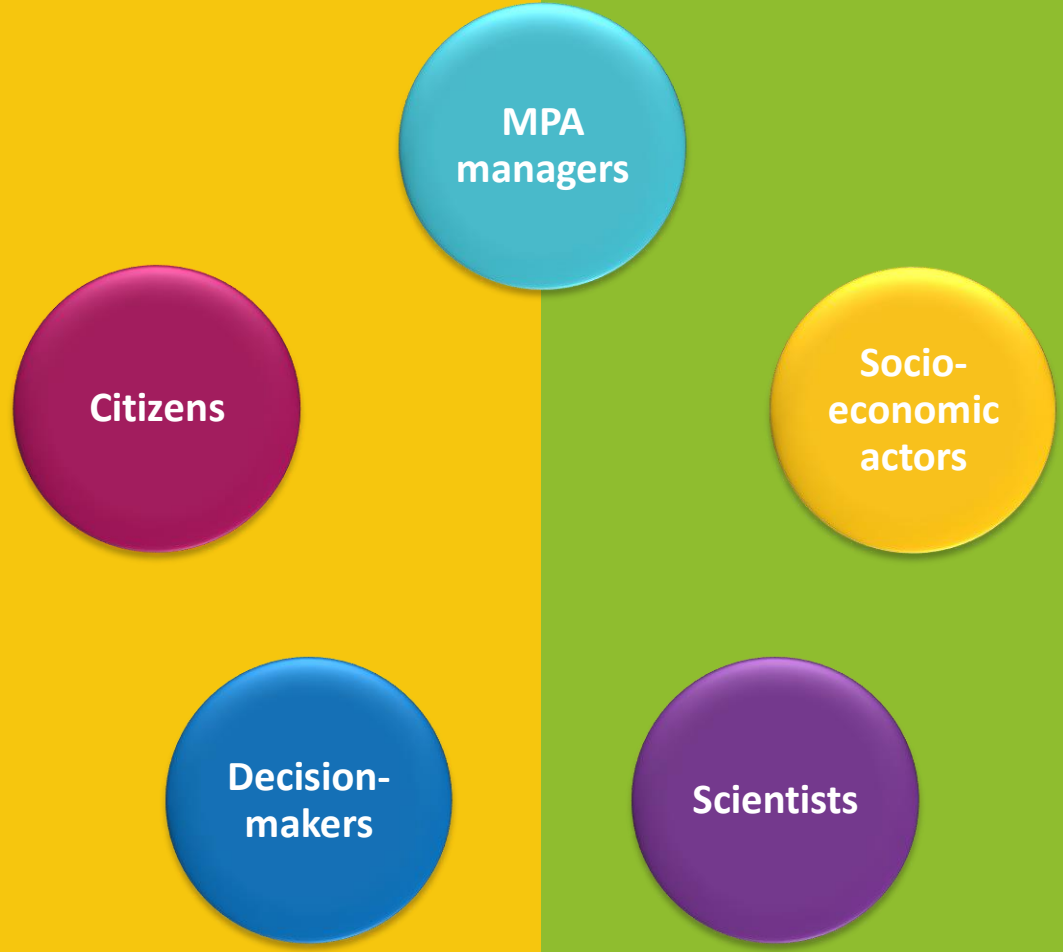 MPA
managers
Citizens
Socio-
economic
actors
Decision-
makers
Scientists